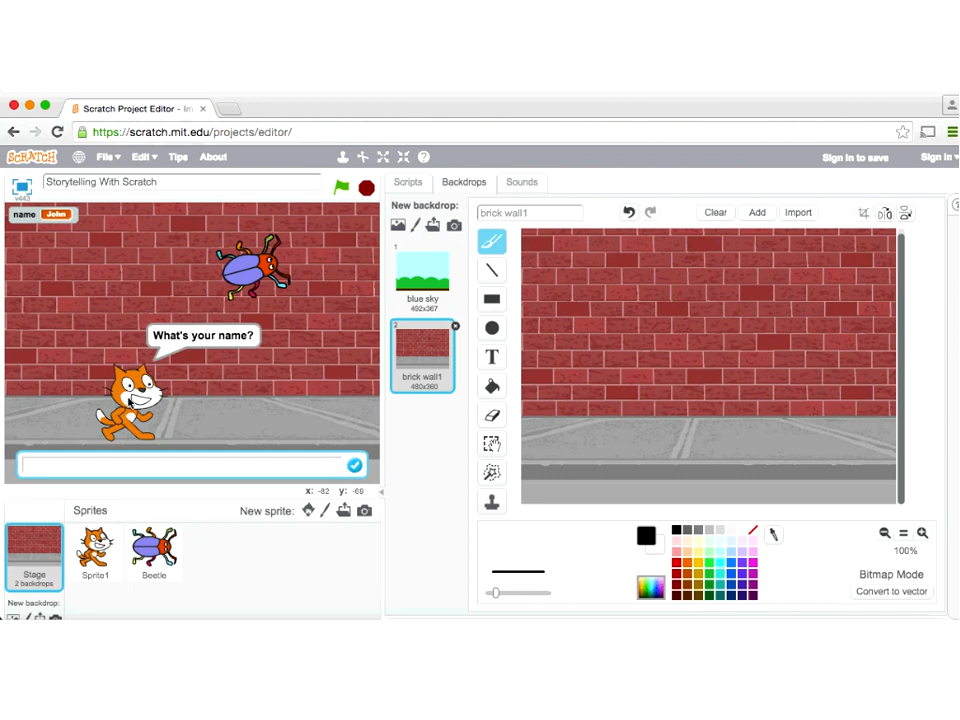 Scratch Project Editor - Im
https://scratch.mit.edu/projects/editor/
SCRATCH File Edit Tips About Sign in to save Sign in
v443 Storytelling With Scratch
Scripts Backdrops Sounds
New backdrop:
brick wall1 Clear Add Import
name John
1
blue sky
492x367
2
brick wall1
480x360
What's your name?
T
x: -82 y: -69
Sprites New sprite:
Stage
2 backdrops
Sprite1 Beetle
New backdrop:
100%
Bitmap Mode
Convert to vector